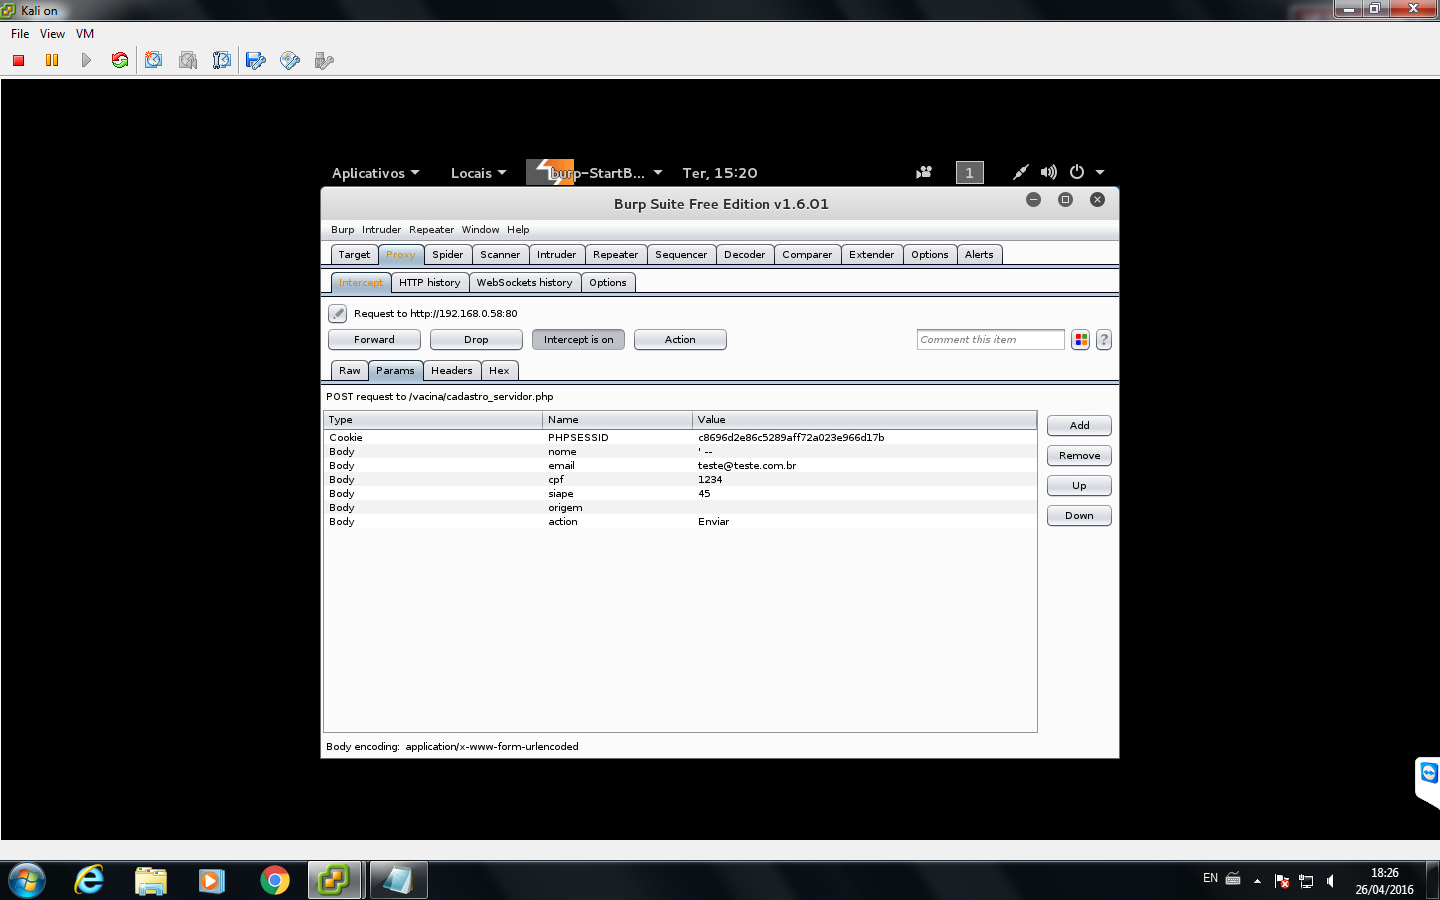 Kali on
File View VM
Aplicativos Locais burp-StartB... Ter, 15:20 1
Burp Suite Free Edition v1.6.01
Burp Intruder Repeater Window Help
Target Proxy Spider Scanner Intruder Repeater Sequencer Decoder Comparer Extender Options Alerts
Intercept HTTP history WebSockets history Options
Request to http://192.168.0.58:80
Forward Drop Intercept is on Action Comment this item ?
Raw Params Headers Hex
POST request to /vacina/cadastro_servidor.php
Type Name Value
Cookie PHPSESSID c8696d2e86c5289aff72a023e966d17b
Body nome ' --
Body email teste@teste.com.br
Body cpf 1234
Body siape 45
Body origem
Body action Enviar
Add
Remove
Up
Down
Body encoding: application/x-www-form-urlencoded
EN 18:26
26/04/2016